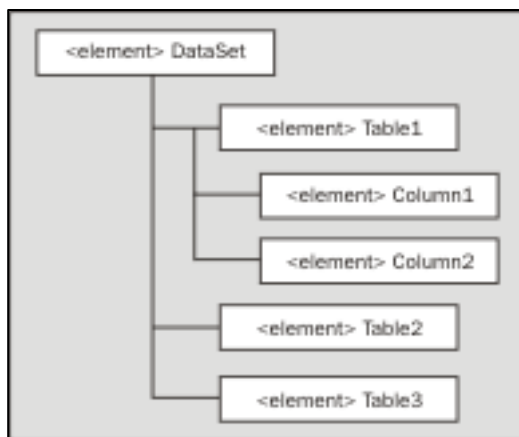 <element> DataSet
<element> Table1
<element> Column1
<element> Column2
<element> Table2
<element> Table3